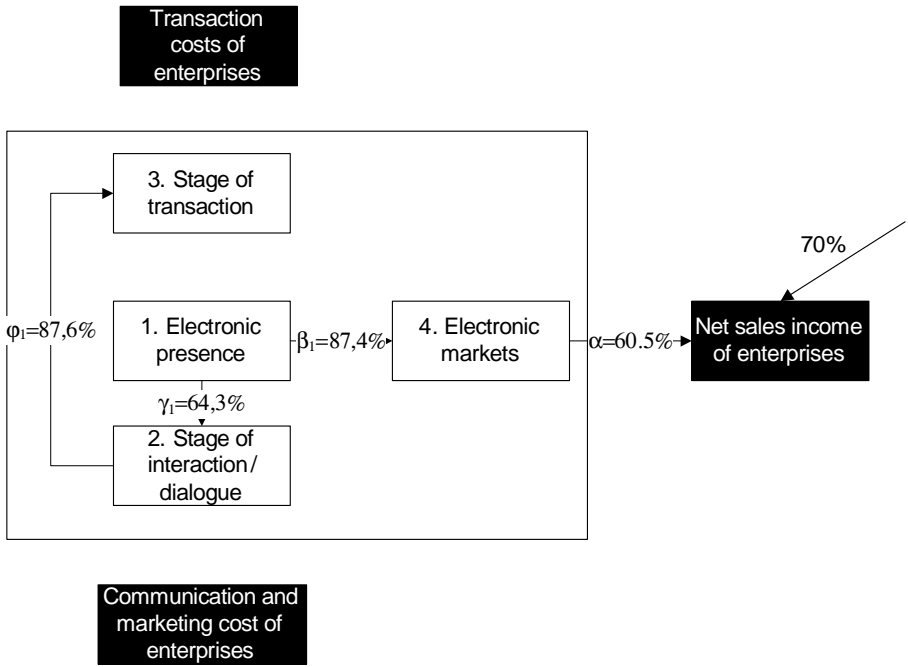 Transaction
costs of
enterprises
3. Stage of
transaction
70%
φ₁=87,6%
1. Electronic
presence
β₁=87,4%
4. Electronic
markets
α=60.5%
Net sales income
of enterprises
γ₁=64,3%
2. Stage of
interaction/
dialogue
Communication and
marketing cost of
enterprises